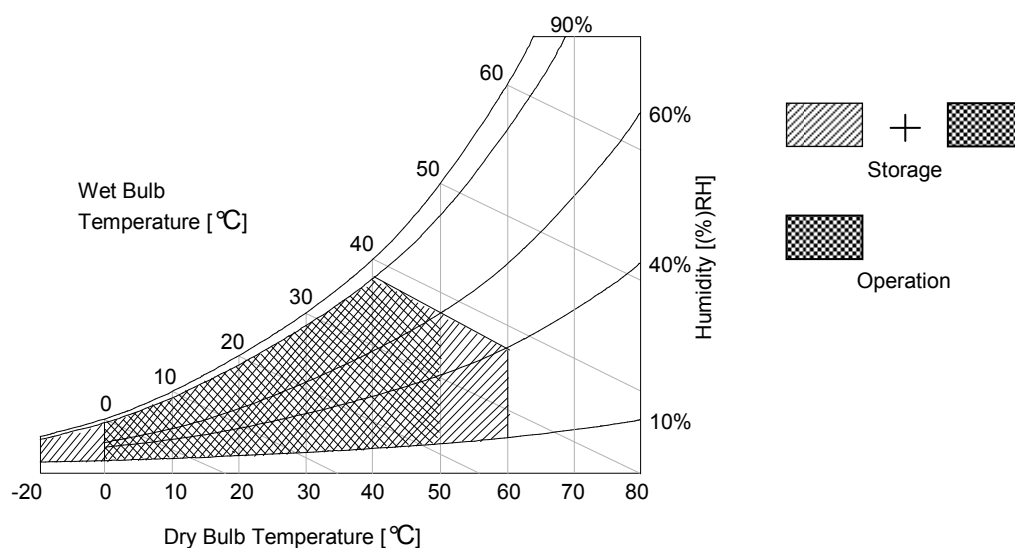 90%
60
60%
50
Wet Bulb
Temperature [℃]
40
40%
30
20
10
0
10%
Humidity [(%)RH]
-20 0 10 20 30 40 50 60 70 80
Dry Bulb Temperature [℃]
+
Storage
Operation